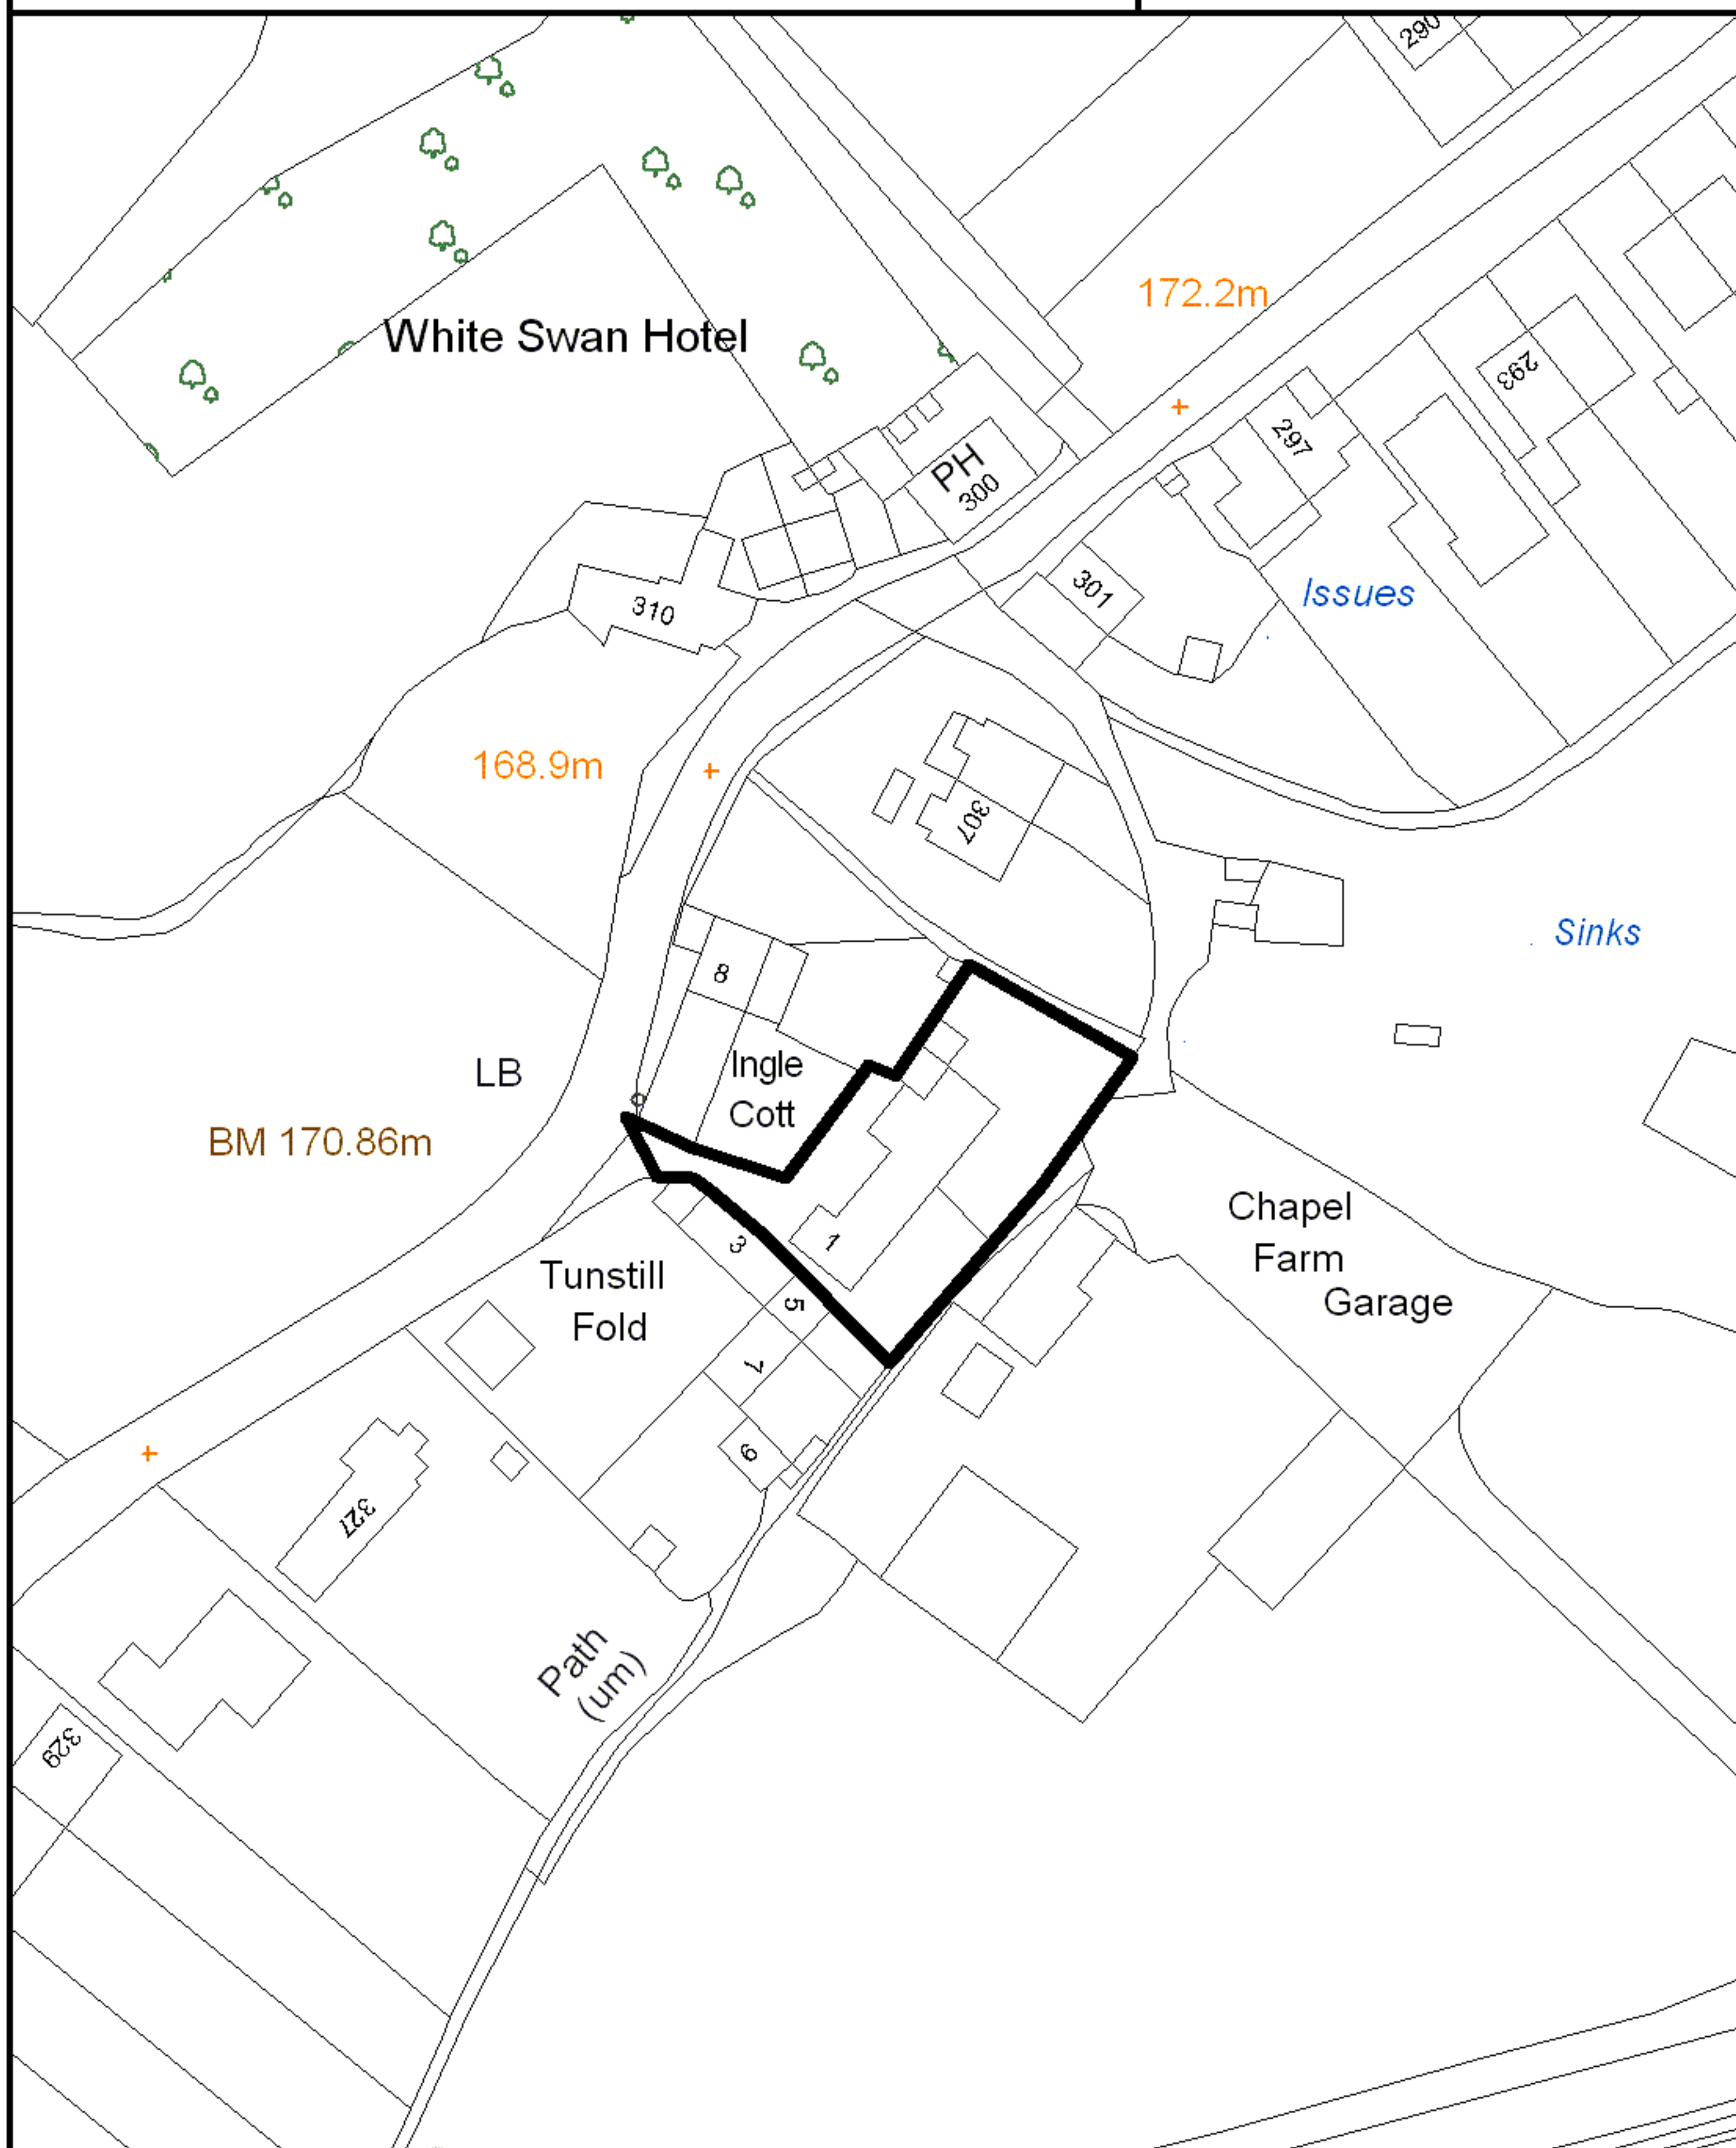 290
172.2m
White Swan Hotel
293
297
PH
300
301
Issues
310
168.9m
307
Sinks
8
Ingle
Cott
LB
BM 170.86m
Chapel
Farm
Garage
3
1
Tunstill
Fold
5
7
9
327
Path
(um)
329